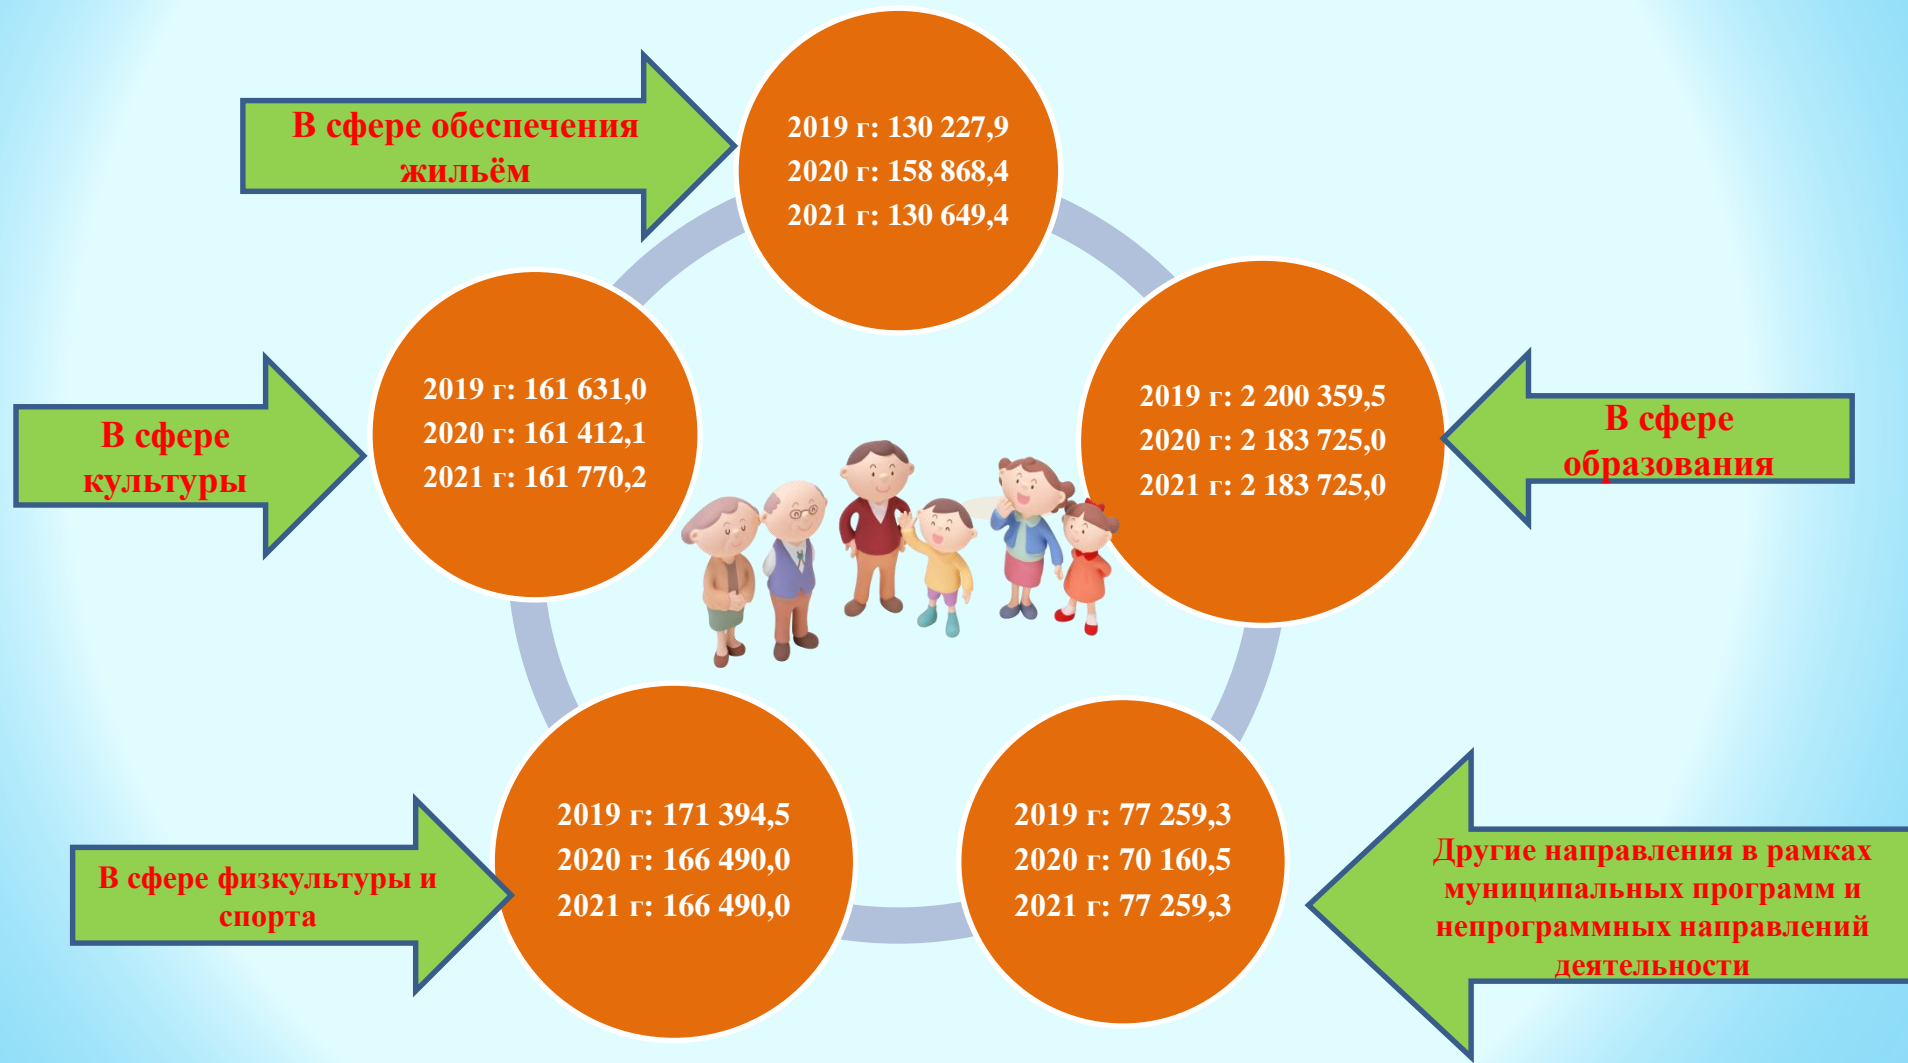 В сфере обеспечения
жильём
2019 г: 130 227,9
2020 г: 158 868,4
2021 г: 130 649,4
В сфере
культуры
2019 г: 161 631,0
2020 г: 161 412,1
2021 г: 161 770,2
2019 г: 2 200 359,5
2020 г: 2 183 725,0
2021 г: 2 183 725,0
В сфере
образования
В сфере физкультуры и
спорта
2019 г: 171 394,5
2020 г: 166 490,0
2021 г: 166 490,0
2019 г: 77 259,3
2020 г: 70 160,5
2021 г: 77 259,3
Другие направления в рамках
муниципальных программ и
непрограммных направлений
деятельности